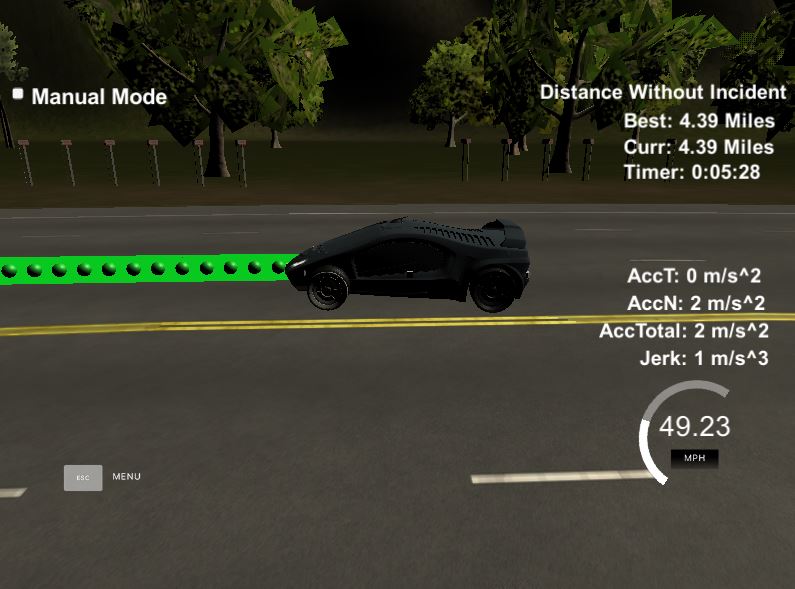 Manual Mode
Distance Without Incident
Best: 4.39 Miles
Curr: 4.39 Miles
Timer: 0:05:28
AccT: 0 m/s^2
AccN: 2 m/s^2
AccTotal: 2 m/s^2
Jerk: 1 m/s^3
49.23
MPH
ESC MENU